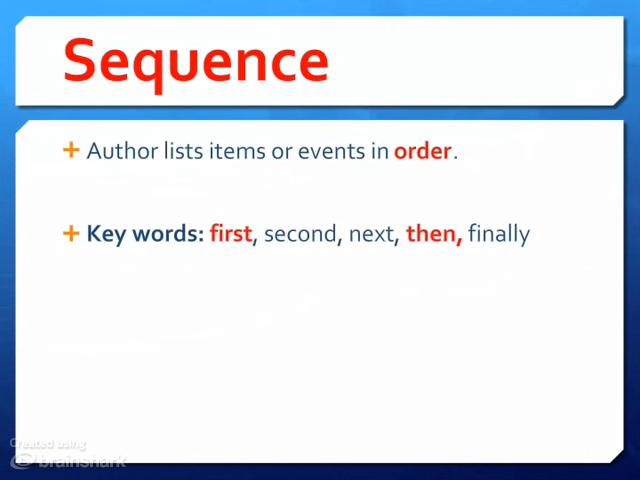 Sequence
Author lists items or events in order.
Key words: first, second, next, then, finally
Created using
brainshark